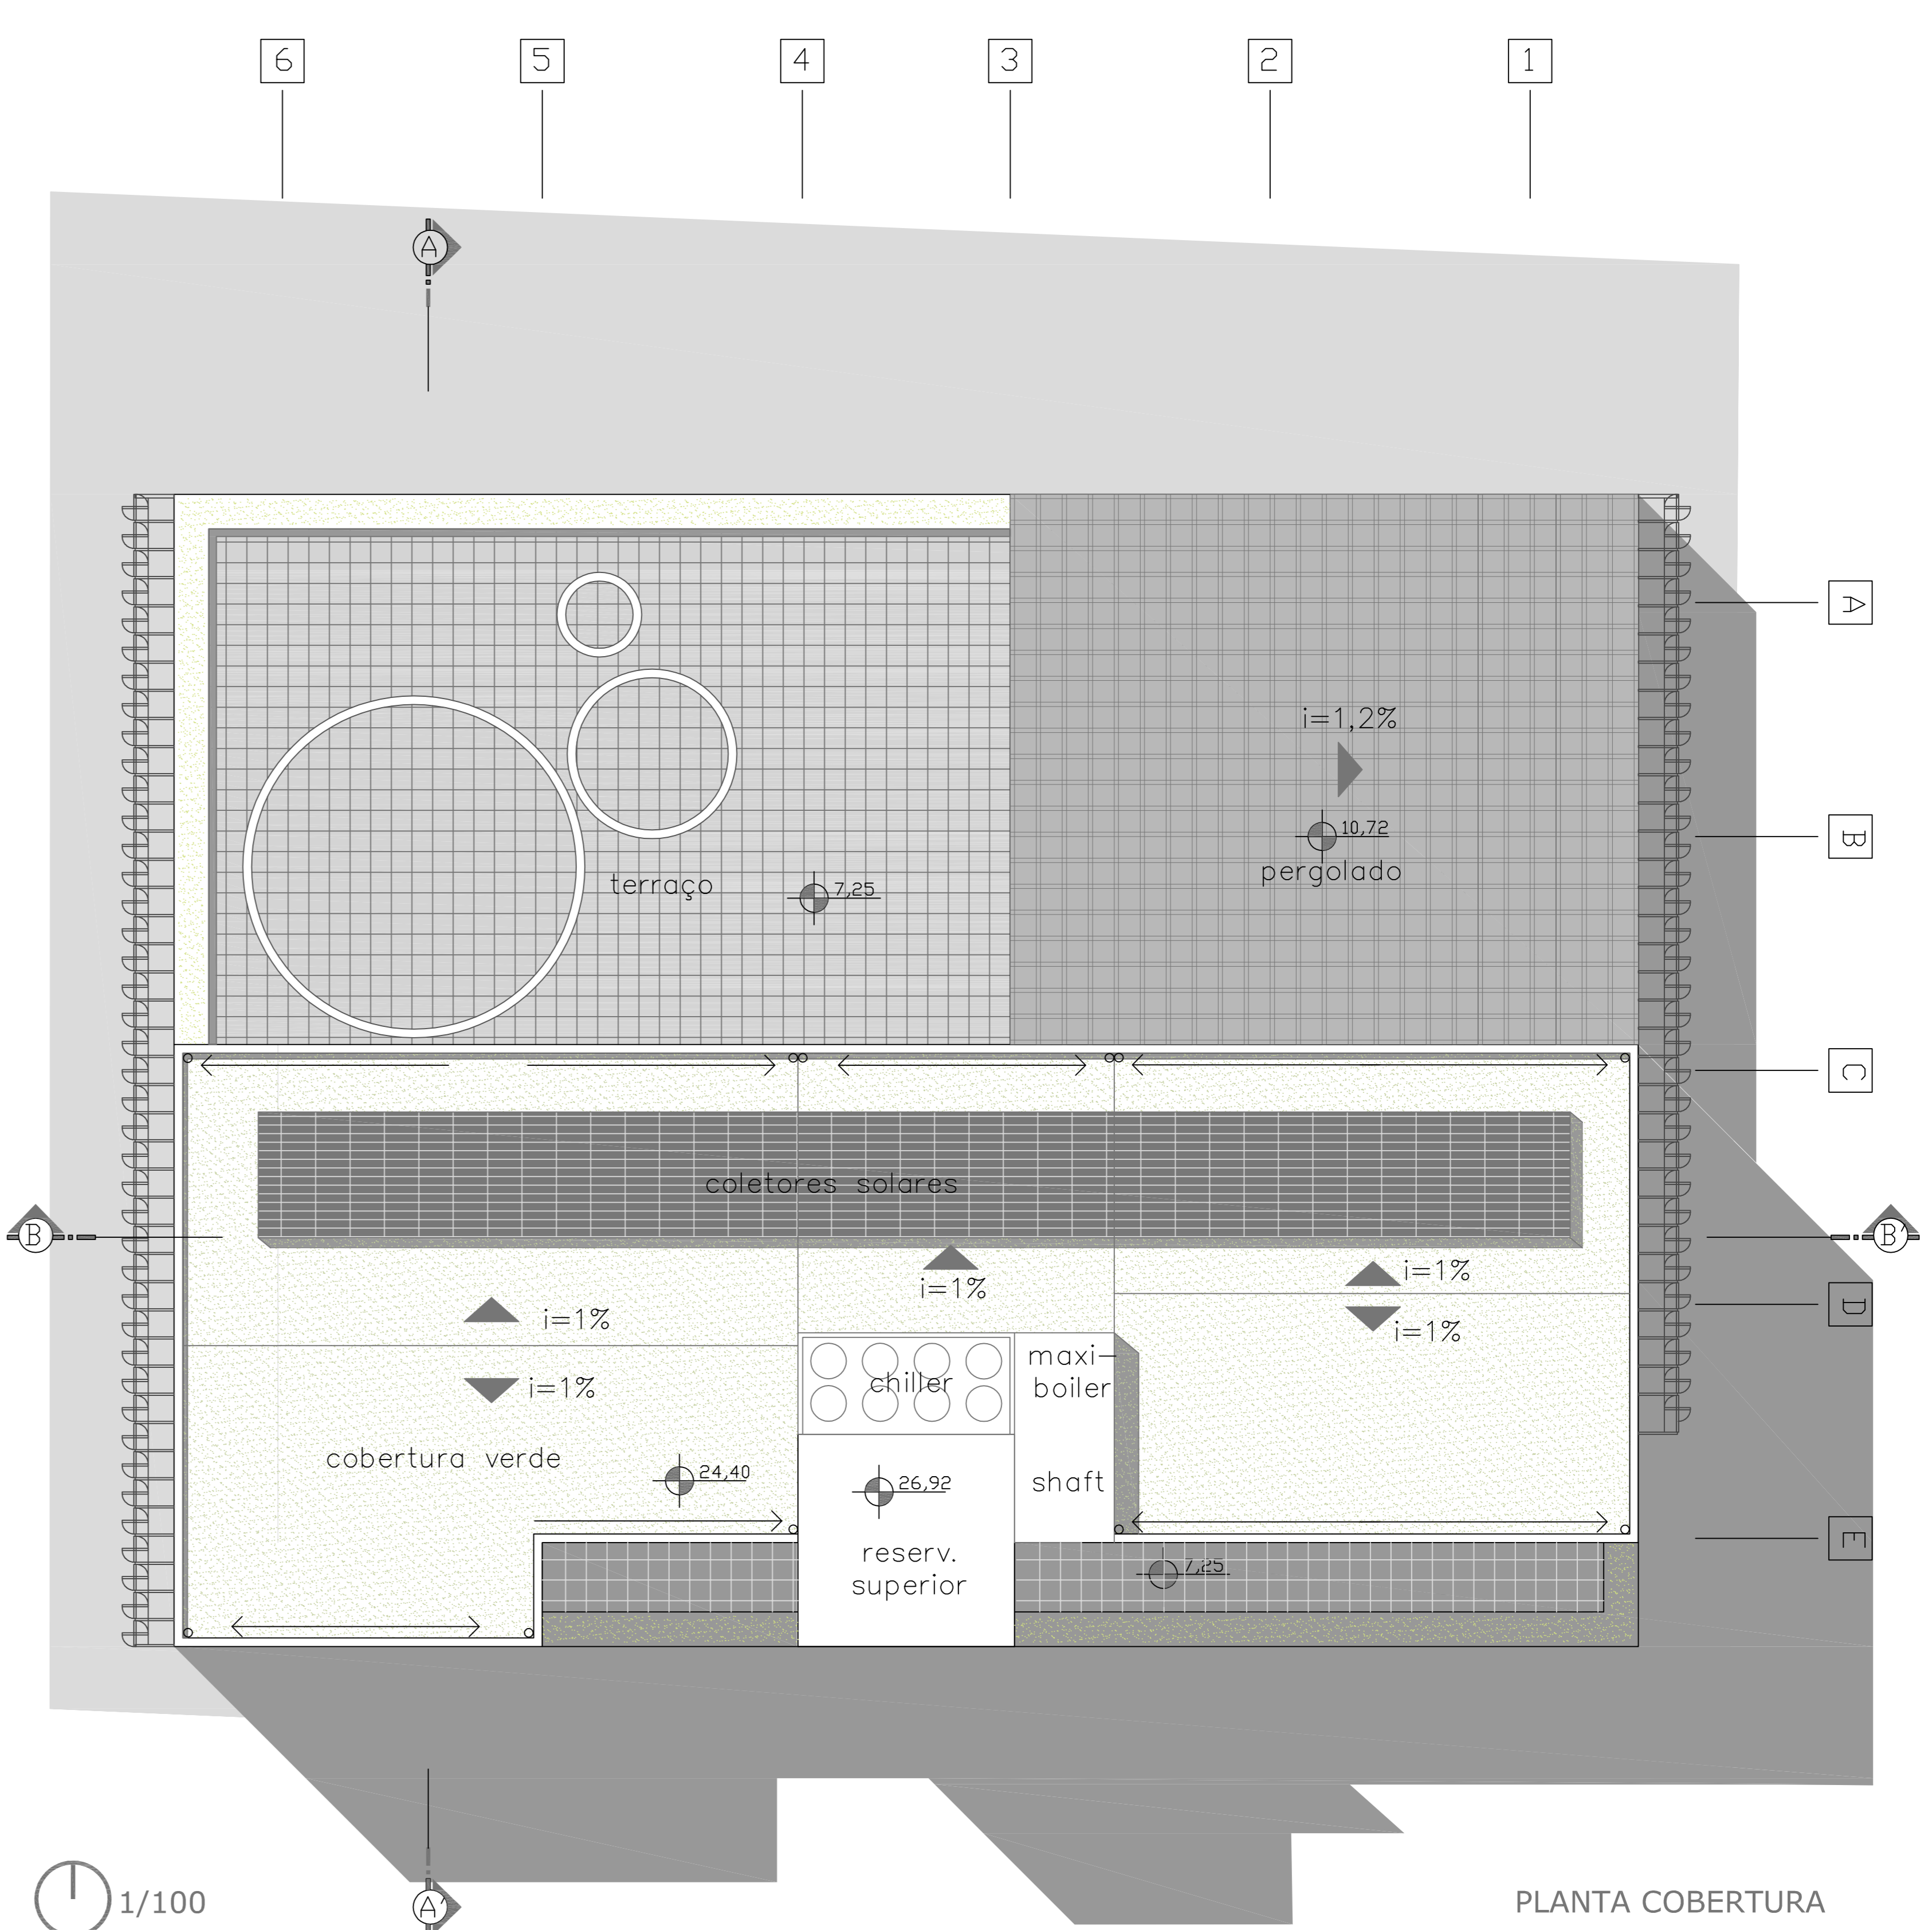 6 5 4 3 2 1
A
A
i=1,2%
B
10,72
pergolado
terraço
7,25
C
coletores solares
B
B'
i=1%
i=1%
D
i=1%
i=1%
maxi-
boiler
chiller
i=1%
cobertura verde
24,40
26,92
shaft
E
reserv.
superior
7,25
1/100
A'
PLANTA COBERTURA